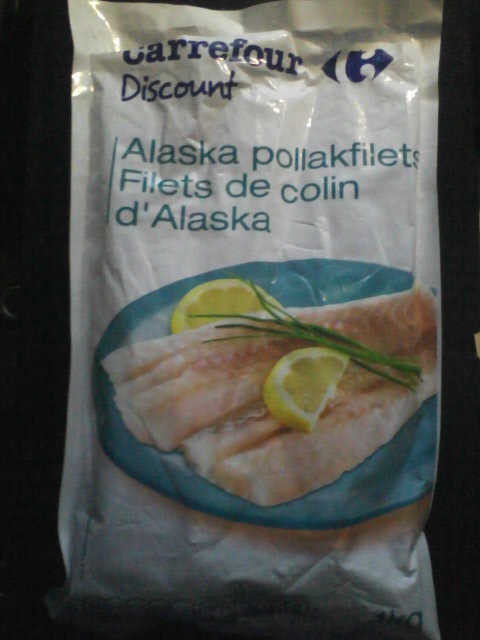 Carrefour
Discount
Alaska pollakfilets
Filets de colin
d'Alaska